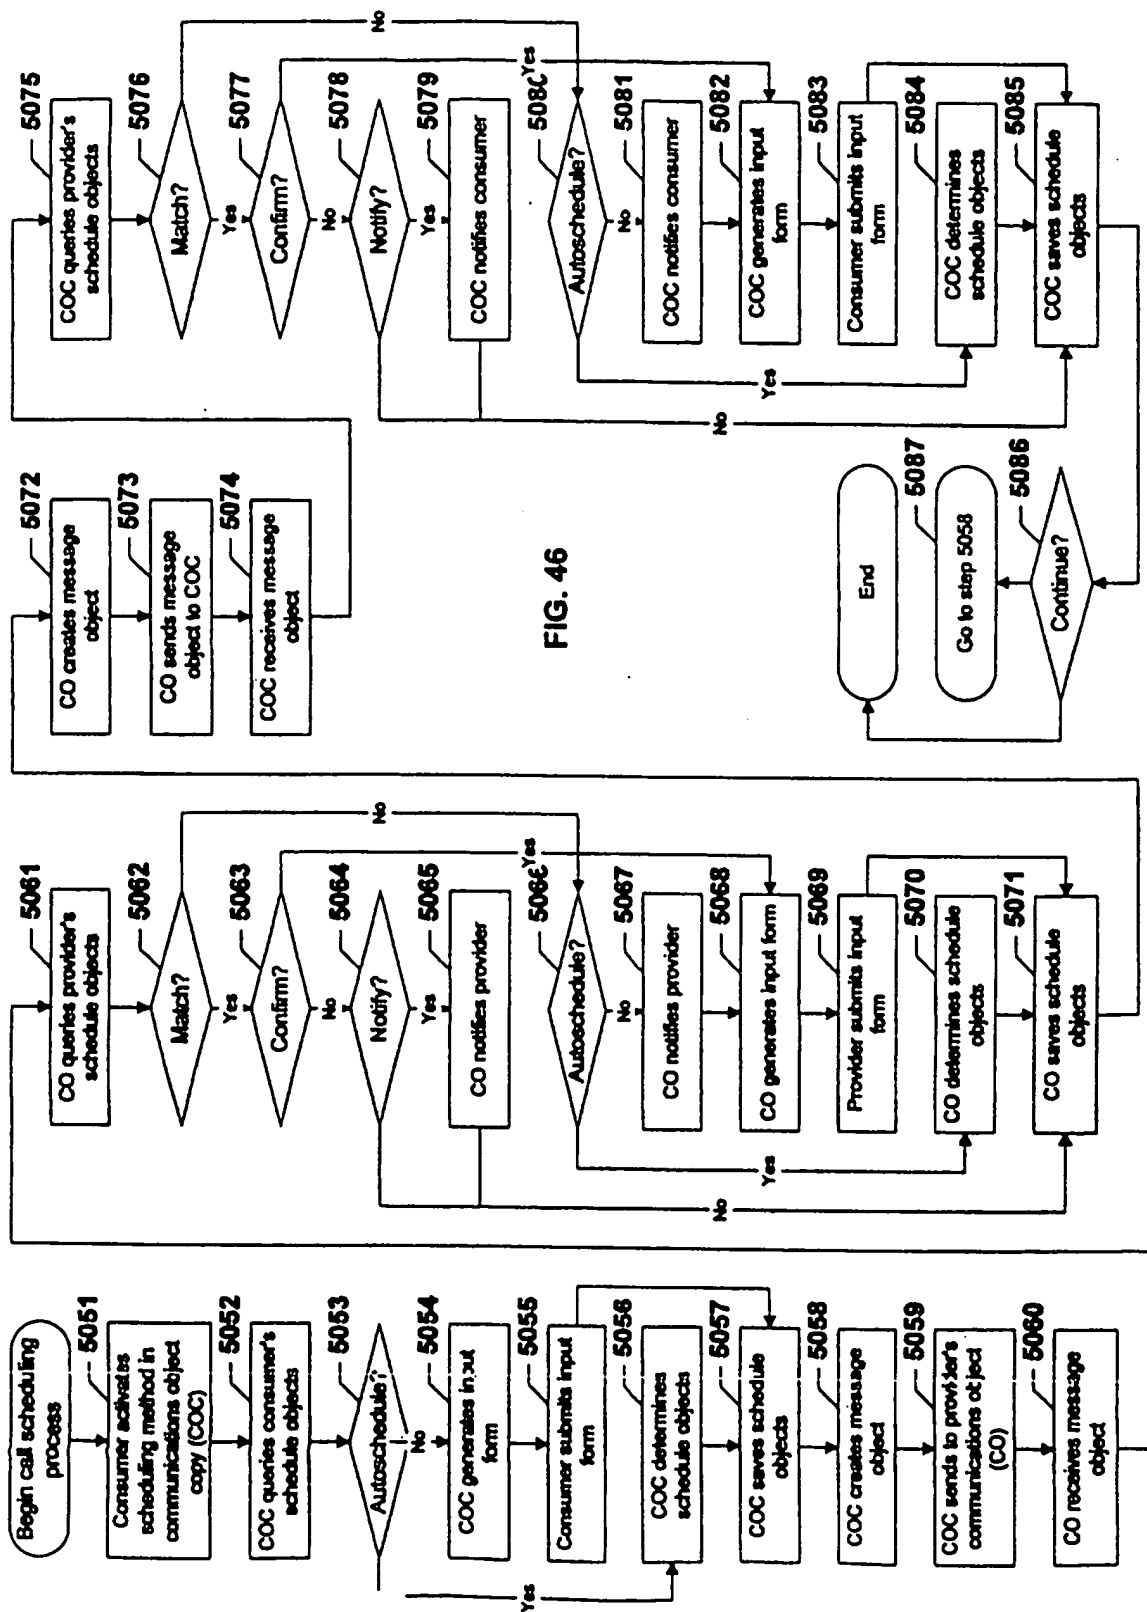 Begin call scheduling
process
5051
Consumer activates
scheduling method in
communications object
copy (COC)
5052
COC queries consumer's
schedule objects
5053
Autoschedule?
No
Yes
5054
COC generates input
form
5055
Consumer submits input
form
5056
COC determines
schedule objects
5057
COC saves schedule
objects
5058
COC creates message
object
5059
COC sends to provider's
communications object
(CO)
5060
CO receives message
object
5061
CO queries provider's
schedule objects
5062
Match?
Yes
No
5063
Confirm?
No
Yes
5064
Notify?
Yes
No
5065
CO notifies provider
5066
Autoschedule?
No
Yes
5067
CO notifies provider
5068
CO generates input form
5069
Provider submits input
form
5070
CO determines schedule
objects
5071
CO saves schedule
objects
5072
CO creates message
object
5073
CO sends message
object to COC
5074
COC receives message
object
FIG. 46
5075
COC queries provider's
schedule objects
5076
Match?
Yes
No
5077
Confirm?
No
Yes
5078
Notify?
Yes
No
5079
COC notifies consumer
5080
Autoschedule?
No
Yes
5081
COC notifies consumer
5082
COC generates input
form
5083
Consumer submits input
form
5084
COC determines
schedule objects
5085
COC saves schedule
objects
5086
Continue?
5087
Go to step 5058
End